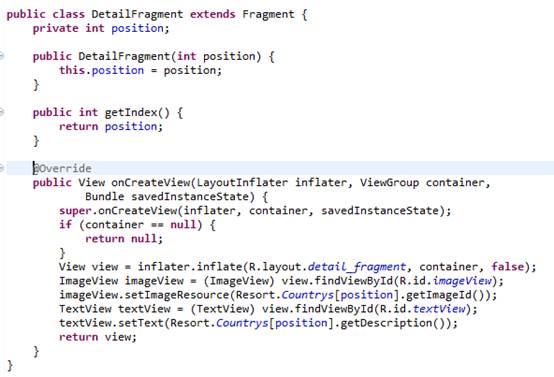 public class DetailFragment extends Fragment {
    private int position;

    public DetailFragment(int position) {
        this.position = position;
    }

    public int getIndex() {
        return position;
    }

    @Override
    public View onCreateView(LayoutInflater inflater, ViewGroup container,
            Bundle savedInstanceState) {
        super.onCreateView(inflater, container, savedInstanceState);
        if (container == null) {
            return null;
        }
        View view = inflater.inflate(R.layout.detail_fragment, container, false);
        ImageView imageView = (ImageView) view.findViewById(R.id.imageView);
        imageView.setImageResource(Resort.Countrys[position].getImageId());
        TextView textView = (TextView) view.findViewById(R.id.textView);
        textView.setText(Resort.Countrys[position].getDescription());
        return view;
    }
}